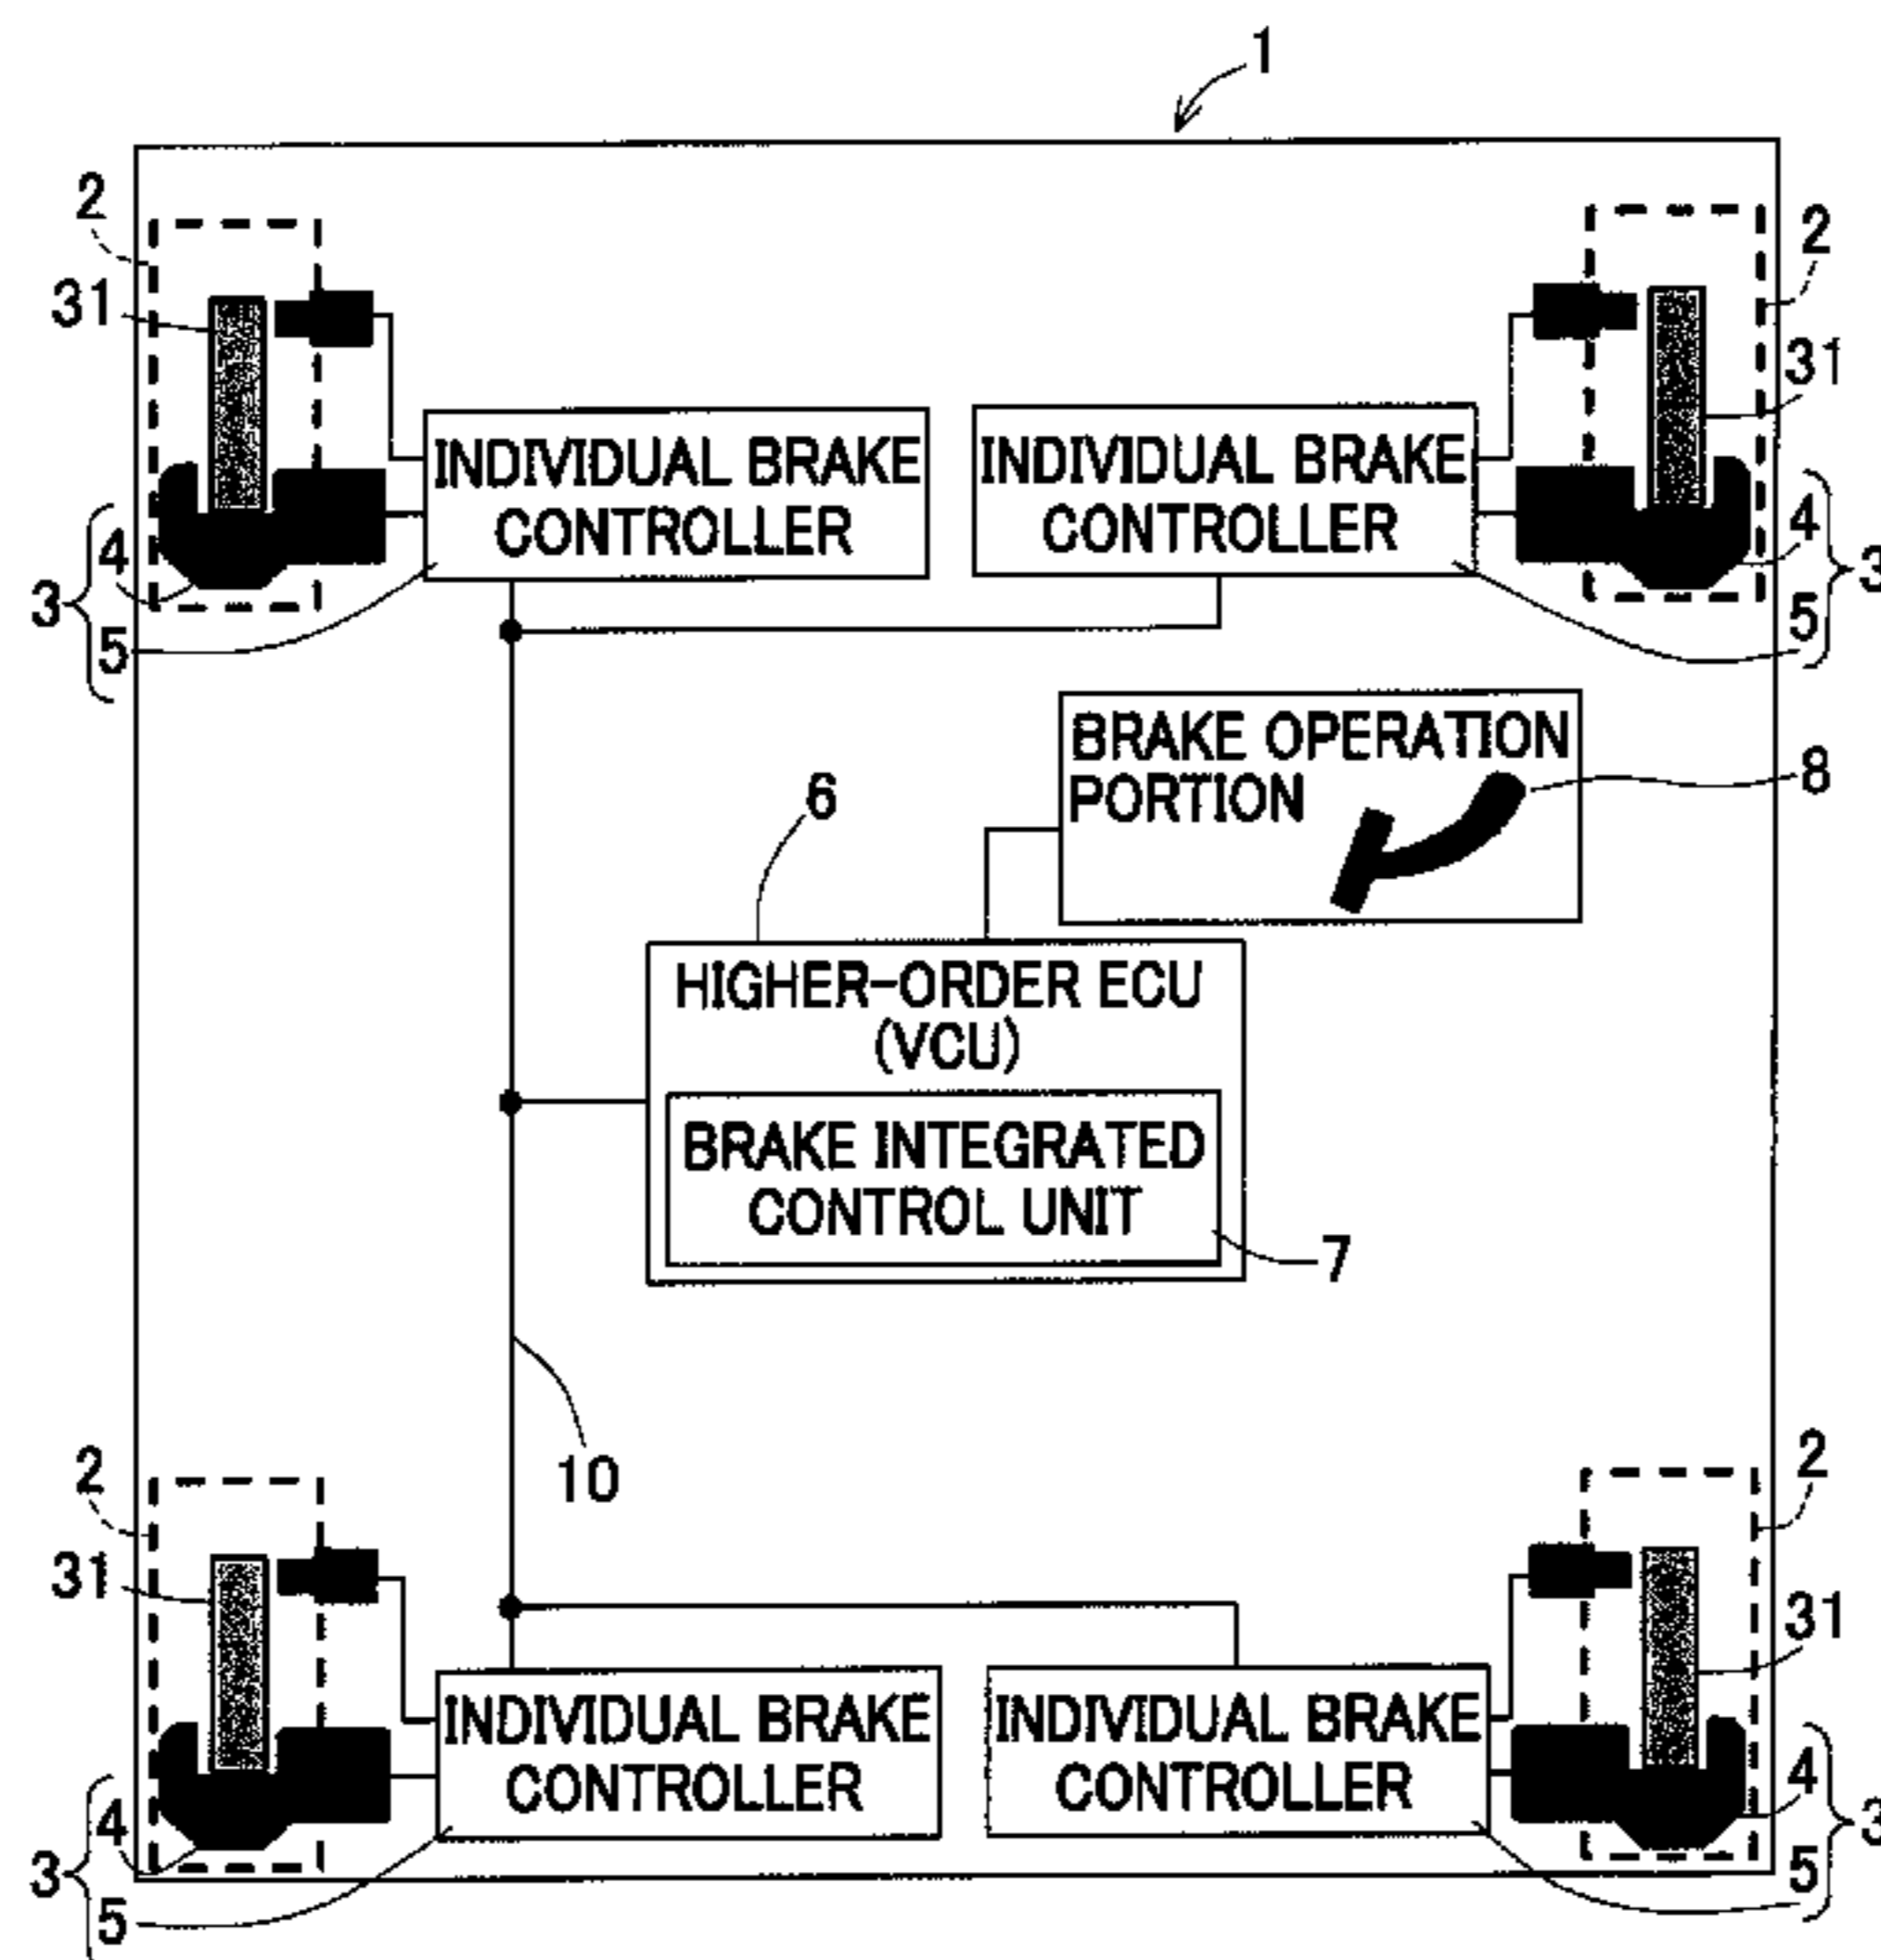 1
2
2
31
31
INDIVIDUAL BRAKE
CONTROLLER
INDIVIDUAL BRAKE
CONTROLLER
3
4
5
4
3
5
BRAKE OPERATION
PORTION
8
6
HIGHER-ORDER ECU
(VCU)
BRAKE INTEGRATED
CONTROL UNIT
7
10
2
2
31
31
INDIVIDUAL BRAKE
CONTROLLER
INDIVIDUAL BRAKE
CONTROLLER
3
4
5
4
3
5